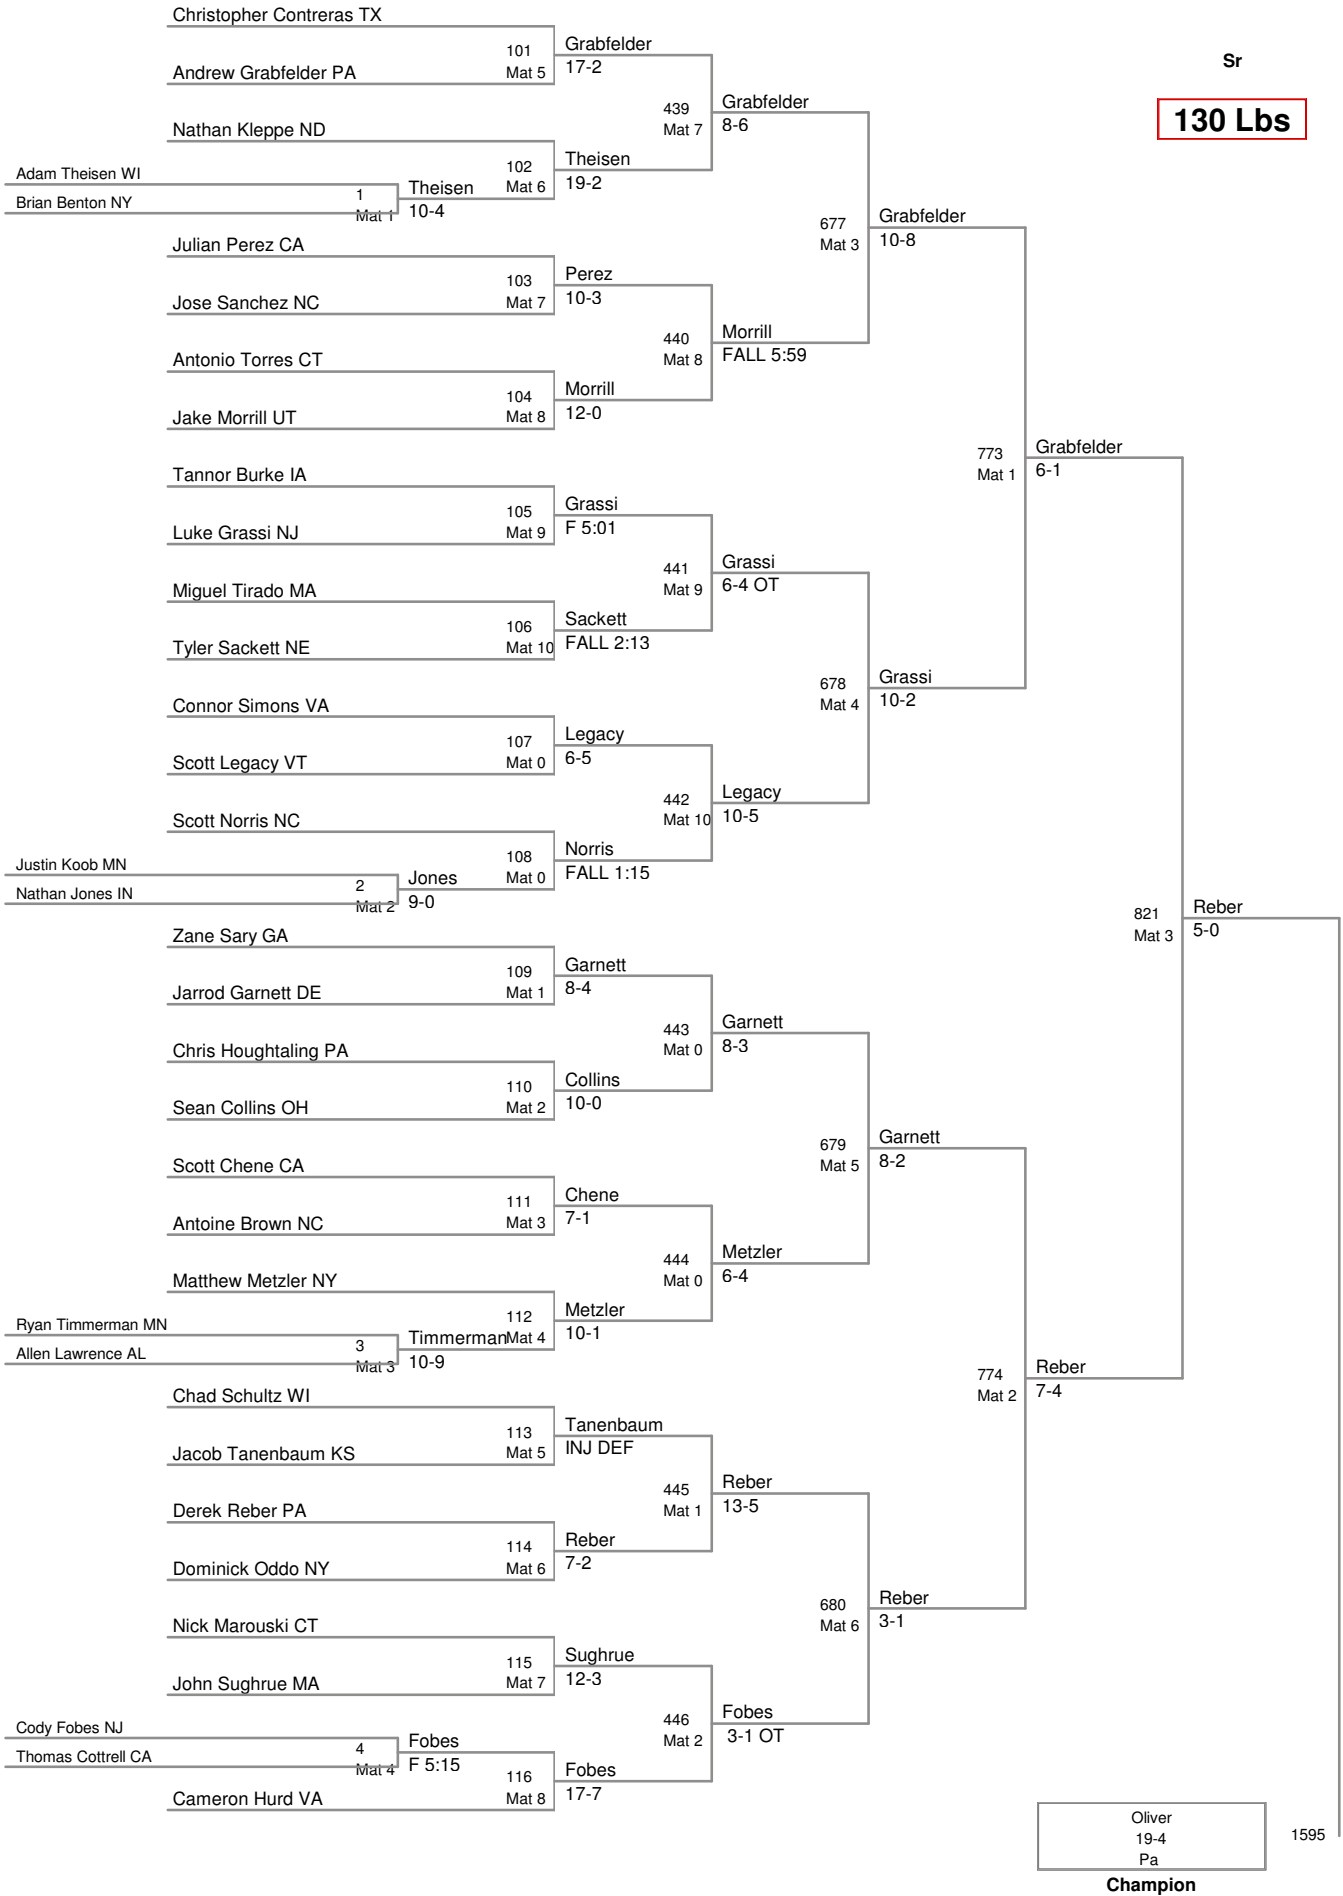 Christopher Contreras TX
101 Grabfelder
Andrew Grabfelder PA Mat 5 17-2
Sr
439 Grabfelder
Nathan Kleppe ND Mat 7 8-6
130 Lbs
Adam Theisen WI 102 Theisen
1 Theisen Mat 6 19-2
Brian Benton NY Mat 1 10-4
677 Grabfelder
Julian Perez CA Mat 3 10-8
103 Perez
Jose Sanchez NC Mat 7 10-3
440 Morrill
Antonio Torres CT Mat 8 FALL 5:59
104 Morrill
Jake Morrill UT Mat 8 12-0
773 Grabfelder
Tannor Burke IA Mat 1 6-1
105 Grassi
Luke Grassi NJ Mat 9 F 5:01
441 Grassi
Miguel Tirado MA Mat 9 6-4 OT
106 Sackett
Tyler Sackett NE Mat 10 FALL 2:13
678 Grassi
Connor Simons VA Mat 4 10-2
107 Legacy
Scott Legacy VT Mat 0 6-5
442 Legacy
Scott Norris NC Mat 10 10-5
Justin Koob MN 108 Norris
2 Jones Mat 0 FALL 1:15
Nathan Jones IN Mat 2 9-0
821 Reber
Zane Sary GA Mat 3 5-0
109 Garnett
Jarrod Garnett DE Mat 1 8-4
443 Garnett
Chris Houghtaling PA Mat 0 8-3
110 Collins
Sean Collins OH Mat 2 10-0
679 Garnett
Scott Chene CA Mat 5 8-2
111 Chene
Antoine Brown NC Mat 3 7-1
444 Metzler
Matthew Metzler NY Mat 0 6-4
Ryan Timmerman MN 112 Metzler
3 Timmerman Mat 4 10-1
Allen Lawrence AL Mat 3 10-9
774 Reber
Chad Schultz WI Mat 2 7-4
113 Tanenbaum
Jacob Tanenbaum KS Mat 5 INJ DEF
445 Reber
Derek Reber PA Mat 1 13-5
114 Reber
Dominick Oddo NY Mat 6 7-2
680 Reber
Nick Marouski CT Mat 6 3-1
115 Sughrue
John Sughrue MA Mat 7 12-3
446 Fobes
Cody Fobes NJ Mat 2 3-1 OT
4 Fobes
Thomas Cottrell CA Mat 4 F 5:15
116 Fobes
Cameron Hurd VA Mat 8 17-7
Oliver
19-4 1595
Pa
Champion